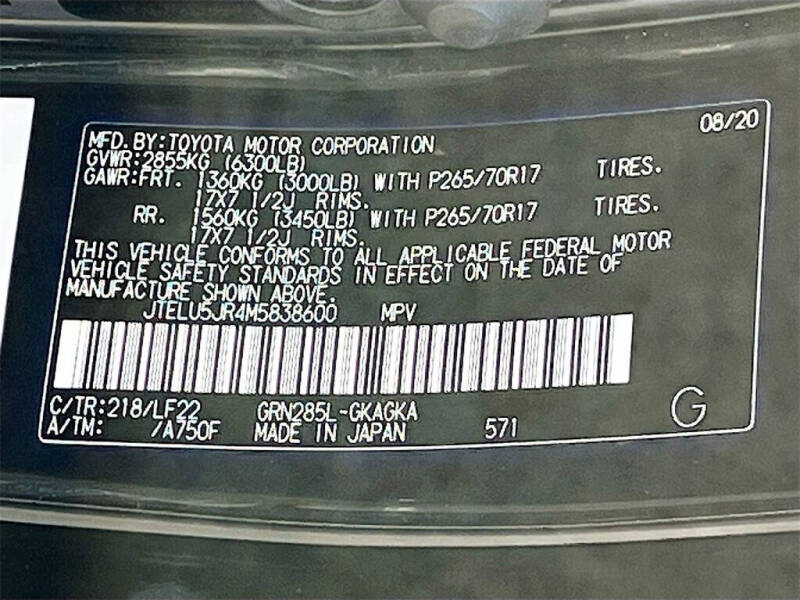 08/20
MFD. BY: TOYOTA MOTOR CORPORATION
GVWR: 2855KG (6300LB)
GAWR: FRT. 1360KG (3000LB) WITH P265/70R17 TIRES.
17X7 1/2J RIMS.
RR. 1560KG (3450LB) WITH P265/70R17 TIRES.
17X7 1/2J RIMS.
THIS VEHICLE CONFORMS TO ALL APPLICABLE FEDERAL MOTOR
VEHICLE SAFETY STANDARDS IN EFFECT ON THE DATE OF
MANUFACTURE SHOWN ABOVE.
JTELU5JR4M5838600 MPV
C/TR: 218/LF22 GRN285L-GKAGKA
A/TM: /A750F MADE IN JAPAN 571 G